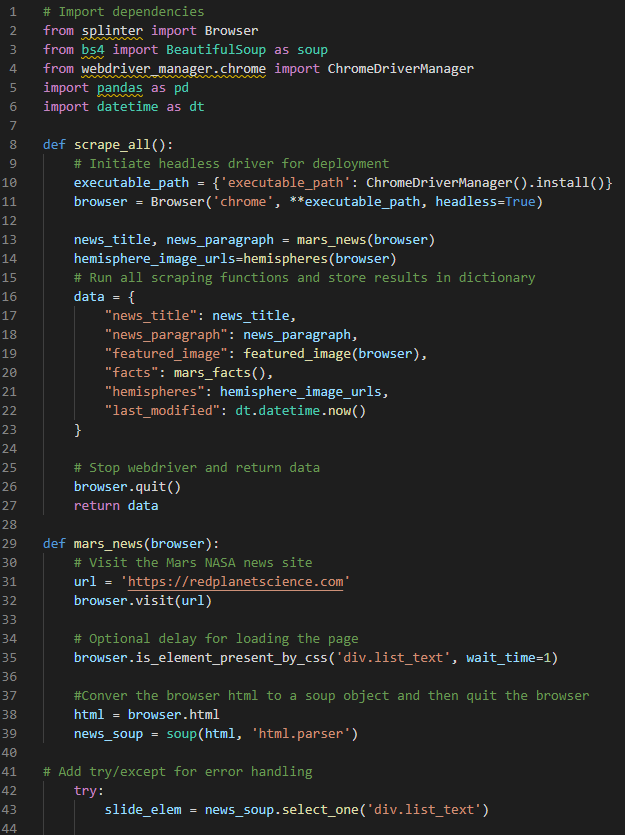 1 # Import dependencies
2 from splinter import Browser
3 from bs4 import BeautifulSoup as soup
4 from webdriver_manager.chrome import ChromeDriverManager
5 import pandas as pd
6 import datetime as dt
7
8 def scrape_all():
9     # Initiate headless driver for deployment
10     executable_path = {'executable_path': ChromeDriverManager().install()}
11     browser = Browser('chrome', **executable_path, headless=True)
12
13     news_title, news_paragraph = mars_news(browser)
14     hemisphere_image_urls=hemispheres(browser)
15     # Run all scraping functions and store results in dictionary
16     data = {
17         "news_title": news_title,
18         "news_paragraph": news_paragraph,
19         "featured_image": featured_image(browser),
20         "facts": mars_facts(),
21         "hemispheres": hemisphere_image_urls,
22         "last_modified": dt.datetime.now()
23     }
24
25     # Stop webdriver and return data
26     browser.quit()
27     return data
28
29 def mars_news(browser):
30     # Visit the Mars NASA news site
31     url = 'https://redplanetscience.com'
32     browser.visit(url)
33
34     # Optional delay for loading the page
35     browser.is_element_present_by_css('div.list_text', wait_time=1)
36
37     #Conver the browser html to a soup object and then quit the browser
38     html = browser.html
39     news_soup = soup(html, 'html.parser')
40
41 # Add try/except for error handling
42     try:
43         slide_elem = news_soup.select_one('div.list_text')
44